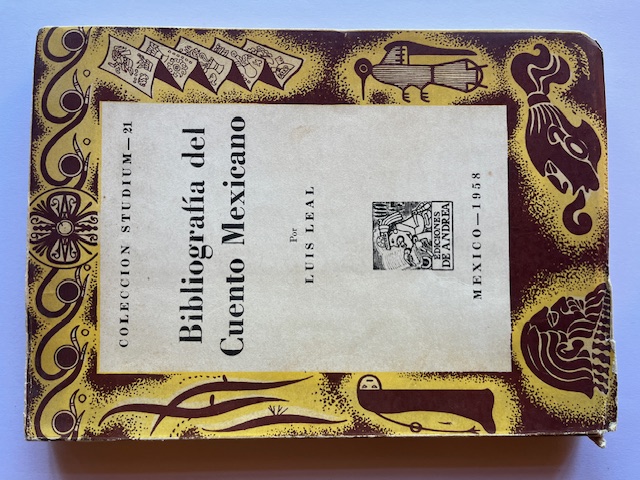 COLECCION STUDIUM — 21
Bibliografía del
Cuento Mexicano
Por
LUIS LEAL
EDICIONES
DE ANDREA
MEXICO — 1958